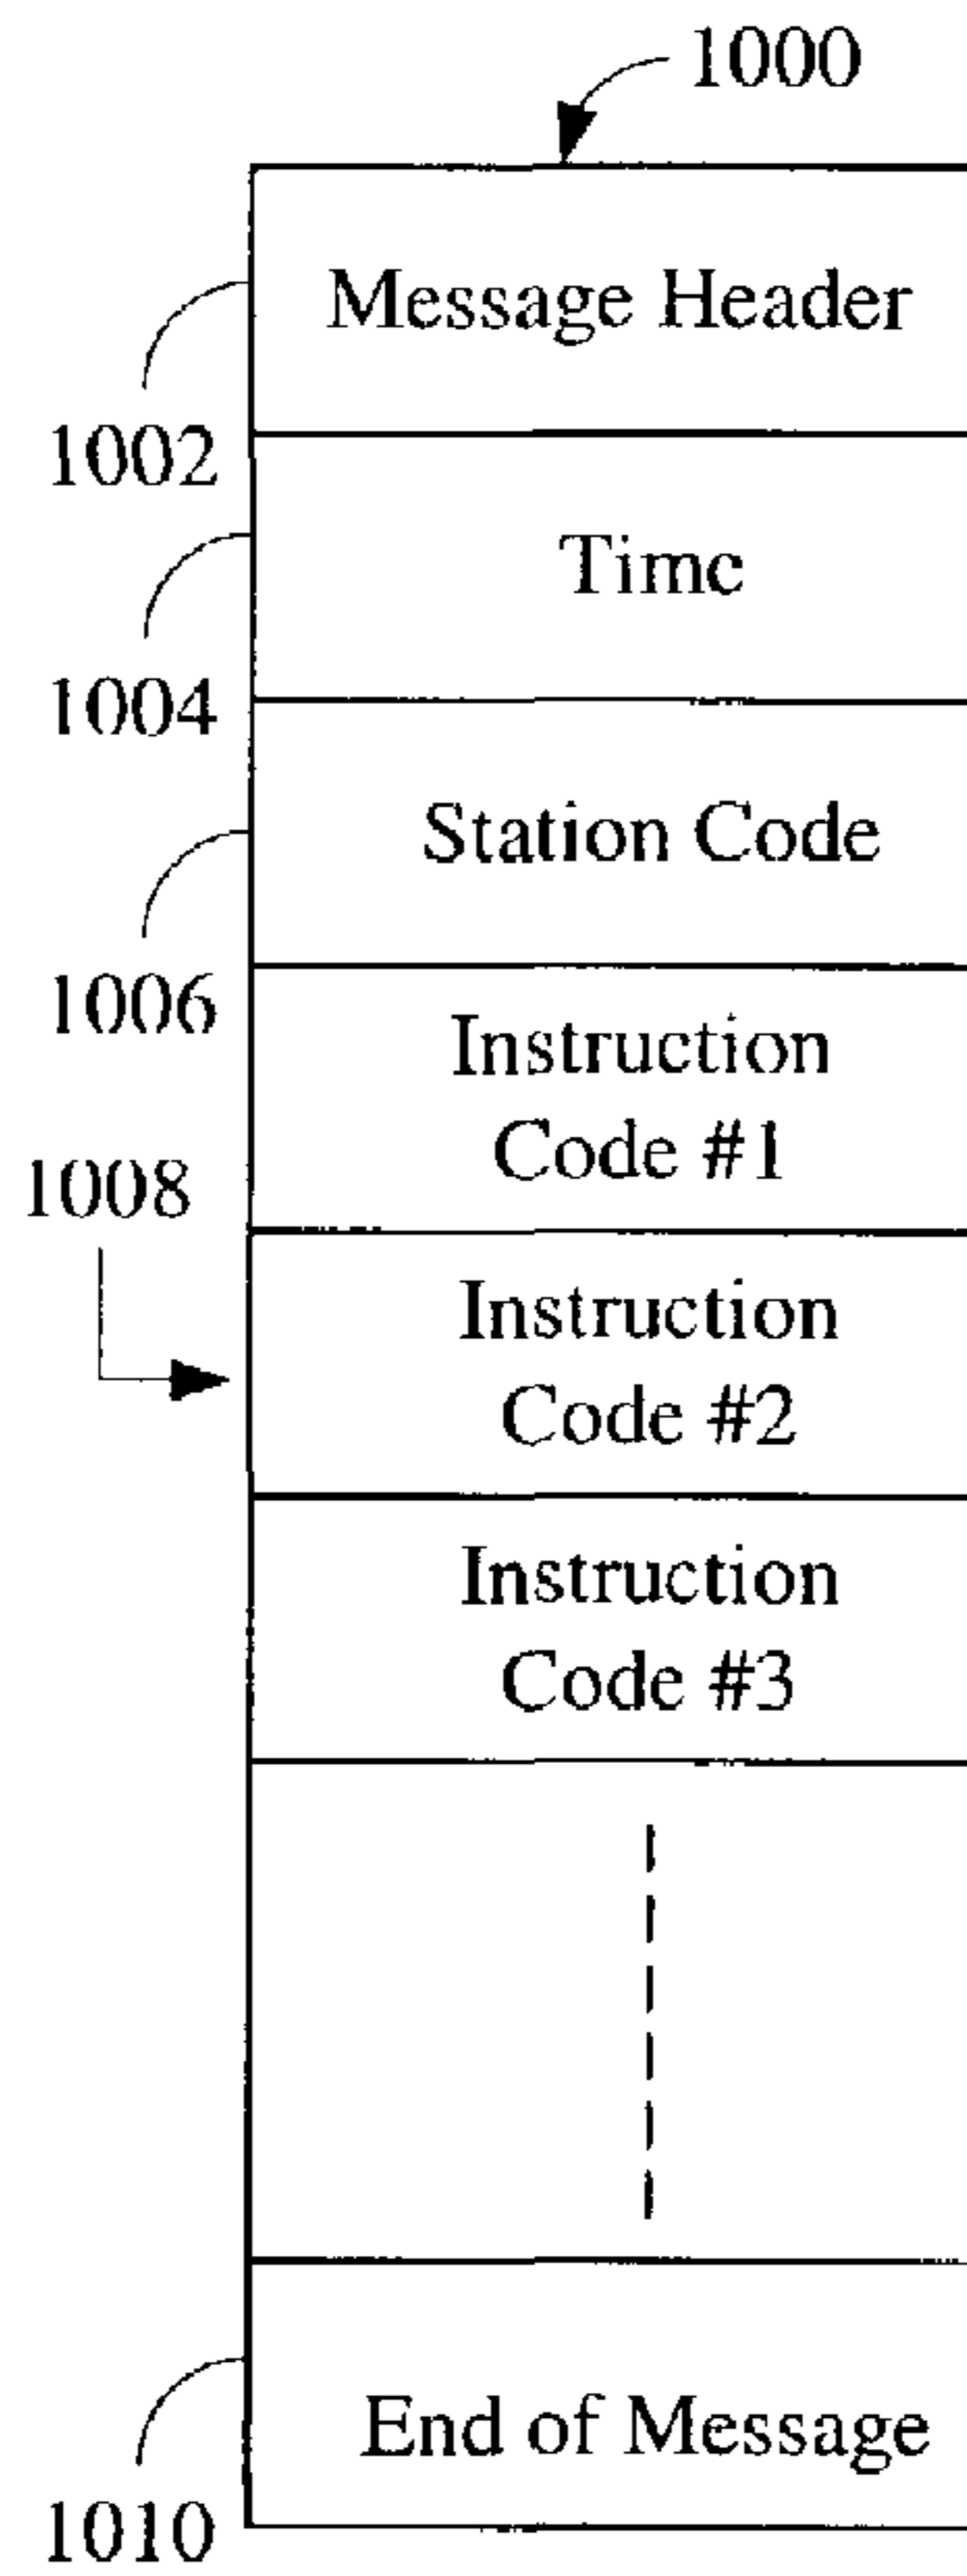 1000
Message Header
1002
Time
1004
Station Code
1006
Instruction
Code #1
1008
Instruction
Code #2
Instruction
Code #3
End of Message
1010